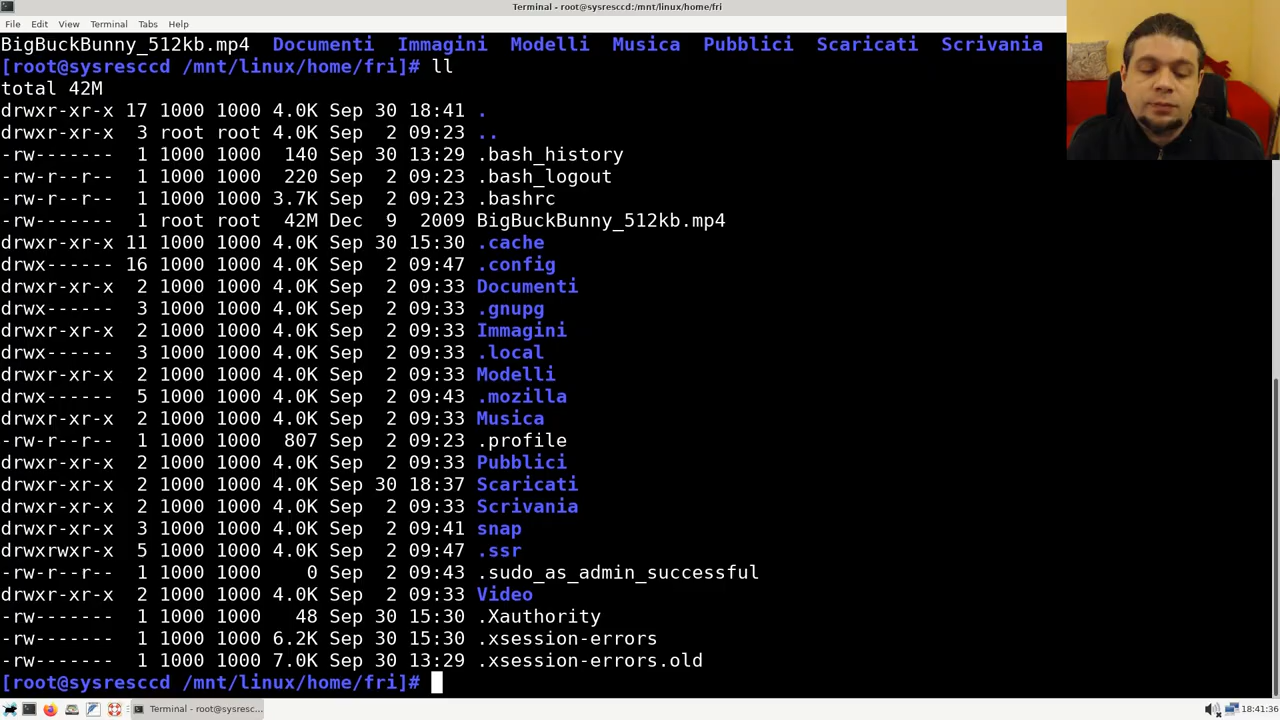 Terminal - root@sysresccd:/mnt/linux/home/fri
File Edit View Terminal Tabs Help
BigBuckBunny_512kb.mp4 Documenti Immagini Modelli Musica Pubblici Scaricati Scrivania
[root@sysresccd /mnt/linux/home/fri]# ll
total 42M
drwxr-xr-x 17 1000 1000 4.0K Sep 30 18:41 .
drwxr-xr-x 3 root root 4.0K Sep 2 09:23 ..
-rw------- 1 1000 1000 140 Sep 30 13:29 .bash_history
-rw-r--r-- 1 1000 1000 220 Sep 2 09:23 .bash_logout
-rw-r--r-- 1 1000 1000 3.7K Sep 2 09:23 .bashrc
-rw------- 1 root root 42M Dec 9 2009 BigBuckBunny_512kb.mp4
drwxr-xr-x 11 1000 1000 4.0K Sep 30 15:30 .cache
drwx------ 16 1000 1000 4.0K Sep 2 09:47 .config
drwxr-xr-x 2 1000 1000 4.0K Sep 2 09:33 Documenti
drwx------ 3 1000 1000 4.0K Sep 2 09:33 .gnupg
drwxr-xr-x 2 1000 1000 4.0K Sep 2 09:33 Immagini
drwx------ 3 1000 1000 4.0K Sep 2 09:33 .local
drwxr-xr-x 2 1000 1000 4.0K Sep 2 09:33 Modelli
drwx------ 5 1000 1000 4.0K Sep 2 09:43 .mozilla
drwxr-xr-x 2 1000 1000 4.0K Sep 2 09:33 Musica
-rw-r--r-- 1 1000 1000 807 Sep 2 09:23 .profile
drwxr-xr-x 2 1000 1000 4.0K Sep 2 09:33 Pubblici
drwxr-xr-x 2 1000 1000 4.0K Sep 30 18:37 Scaricati
drwxr-xr-x 2 1000 1000 4.0K Sep 2 09:33 Scrivania
drwxr-xr-x 3 1000 1000 4.0K Sep 2 09:41 snap
drwxrwxr-x 5 1000 1000 4.0K Sep 2 09:47 .ssr
-rw-r--r-- 1 1000 1000 0 Sep 2 09:43 .sudo_as_admin_successful
drwxr-xr-x 2 1000 1000 4.0K Sep 2 09:33 Video
-rw------- 1 1000 1000 48 Sep 30 15:30 .Xauthority
-rw------- 1 1000 1000 6.2K Sep 30 15:30 .xsession-errors
-rw------- 1 1000 1000 7.0K Sep 30 13:29 .xsession-errors.old
[root@sysresccd /mnt/linux/home/fri]#
Terminal - root@sysresc... 18:41:36